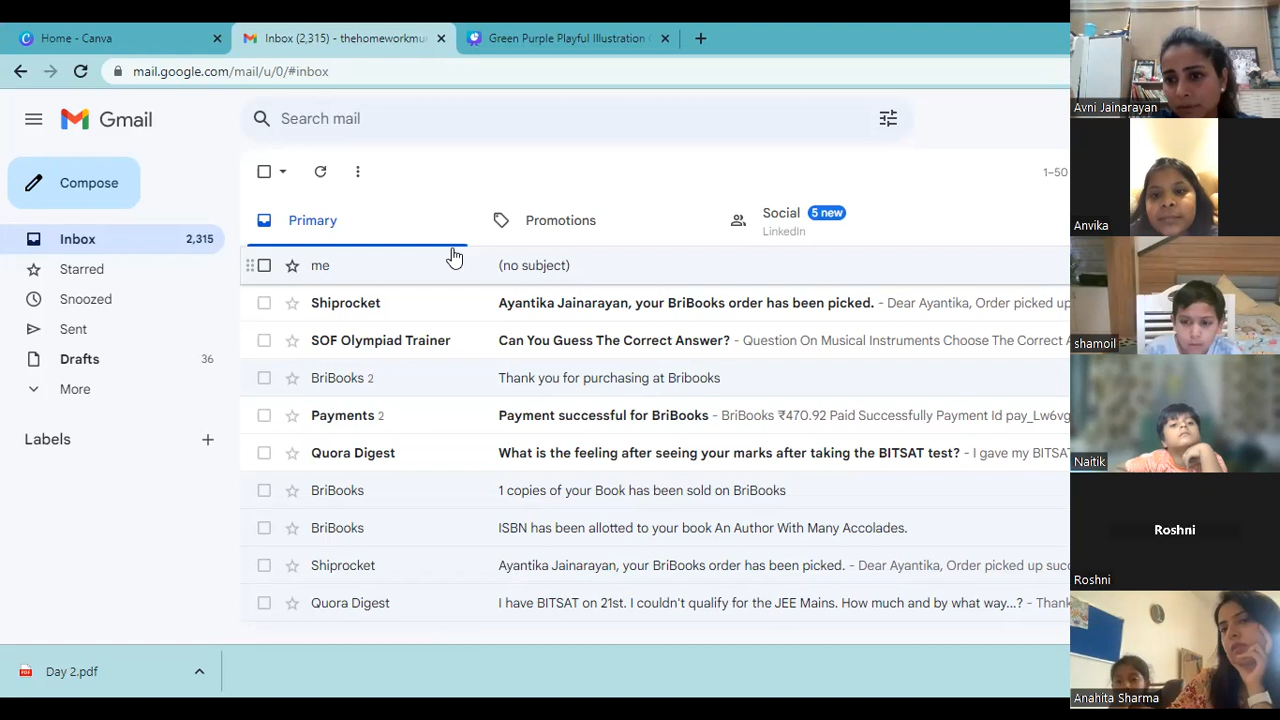 Home - Canva
Inbox (2,315) - thehomeworkmu
Green Purple Playful Illustration
mail.google.com/mail/u/0/#inbox
Gmail
Search mail
Compose
1–50
Primary
Promotions
Social 5 new
LinkedIn
Inbox 2,315
Starred
Snoozed
Sent
Drafts 36
More
Labels
me (no subject)
Shiprocket Ayantika Jainarayan, your BriBooks order has been picked. - Dear Ayantika, Order picked up
SOF Olympiad Trainer Can You Guess The Correct Answer? - Question On Musical Instruments Choose The Correct A
BriBooks 2 Thank you for purchasing at Bribooks
Payments 2 Payment successful for BriBooks - BriBooks ₹470.92 Paid Successfully Payment Id pay_Lw6vg
Quora Digest What is the feeling after seeing your marks after taking the BITSAT test? - I gave my BITSAT
BriBooks 1 copies of your Book has been sold on BriBooks
BriBooks ISBN has been allotted to your book An Author With Many Accolades.
Shiprocket Ayantika Jainarayan, your BriBooks order has been picked. - Dear Ayantika, Order picked up suc
Quora Digest I have BITSAT on 21st. I couldn't qualify for the JEE Mains. How much and by what way...? - Thank
Day 2.pdf
Avni Jainarayan
Anvika
shamoil
Naitik
Roshni
Roshni
Anahita Sharma